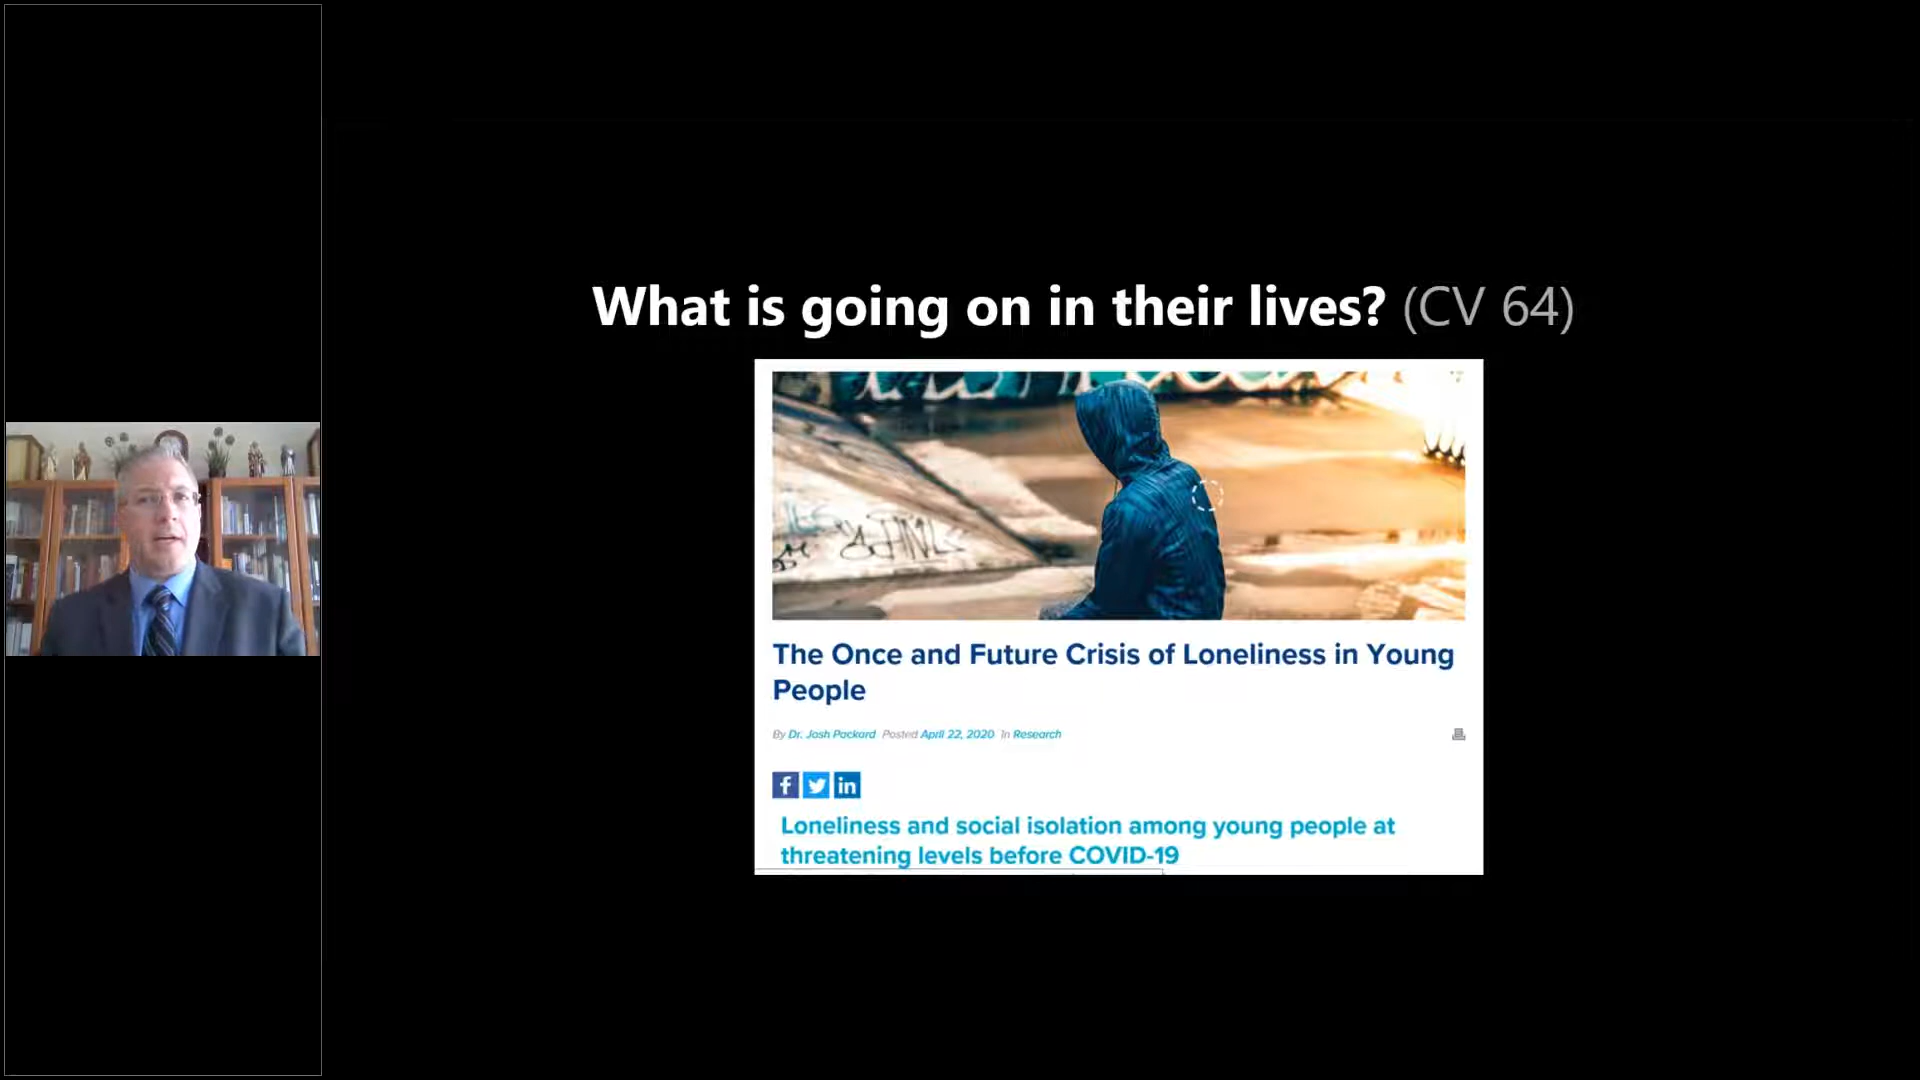 What is going on in their lives? (CV 64)
The Once and Future Crisis of Loneliness in Young
People
By Dr. Josh Packard Posted April 22, 2020 In Research
Loneliness and social isolation among young people at
threatening levels before COVID-19